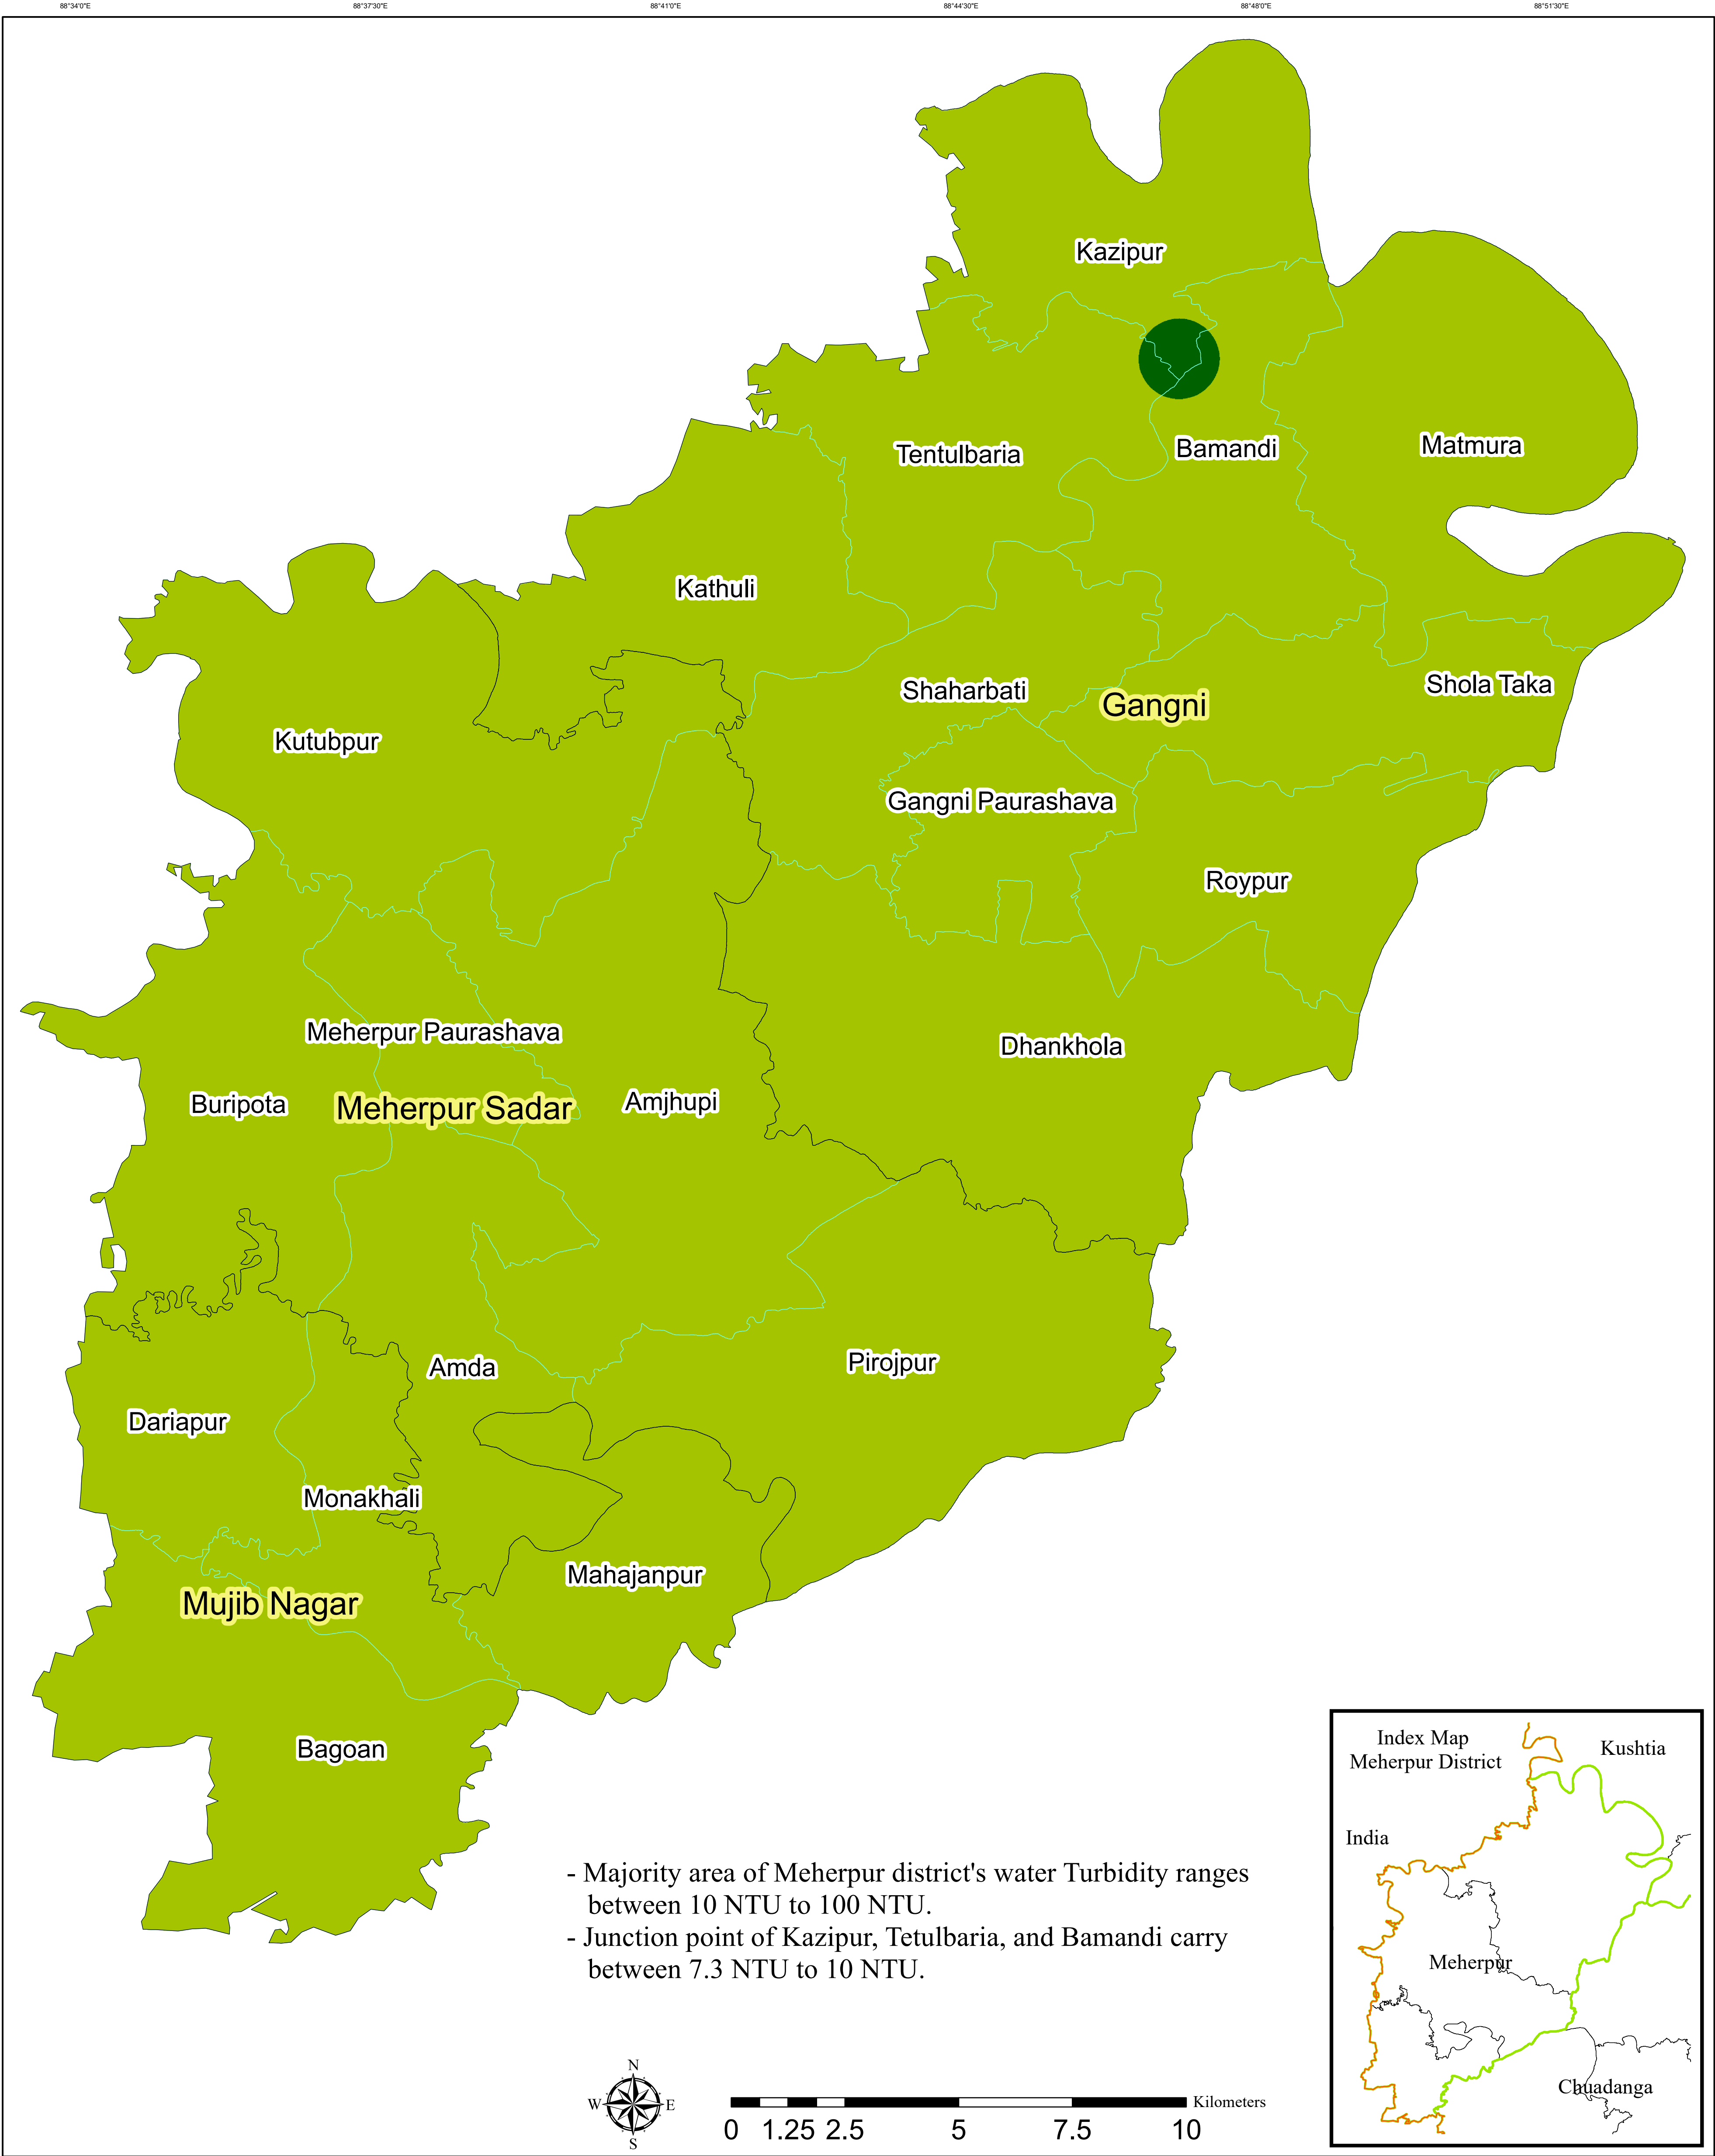 88°34'0"E
88°37'30"E
88°41'0"E
88°44'30"E
88°48'0"E
88°51'30"E
Kazipur
Tentulbaria
Bamandi
Matmura
Kathuli
Shaharbati
Gangni
Shola Taka
Kutubpur
Gangni Paurashava
Roypur
Meherpur Paurashava
Dhankhola
Buripota
Meherpur Sadar
Amjhupi
Amda
Pirojpur
Dariapur
Monakhali
Mahajanpur
Mujib Nagar
Bagoan
- Majority area of Meherpur district's water Turbidity ranges
between 10 NTU to 100 NTU.
- Junction point of Kazipur, Tetulbaria, and Bamandi carry
between 7.3 NTU to 10 NTU.
N
W
E
S
Kilometers
0 1.25 2.5 5 7.5 10
Index Map
Meherpur District
Kushtia
India
Meherpur
Chuadanga